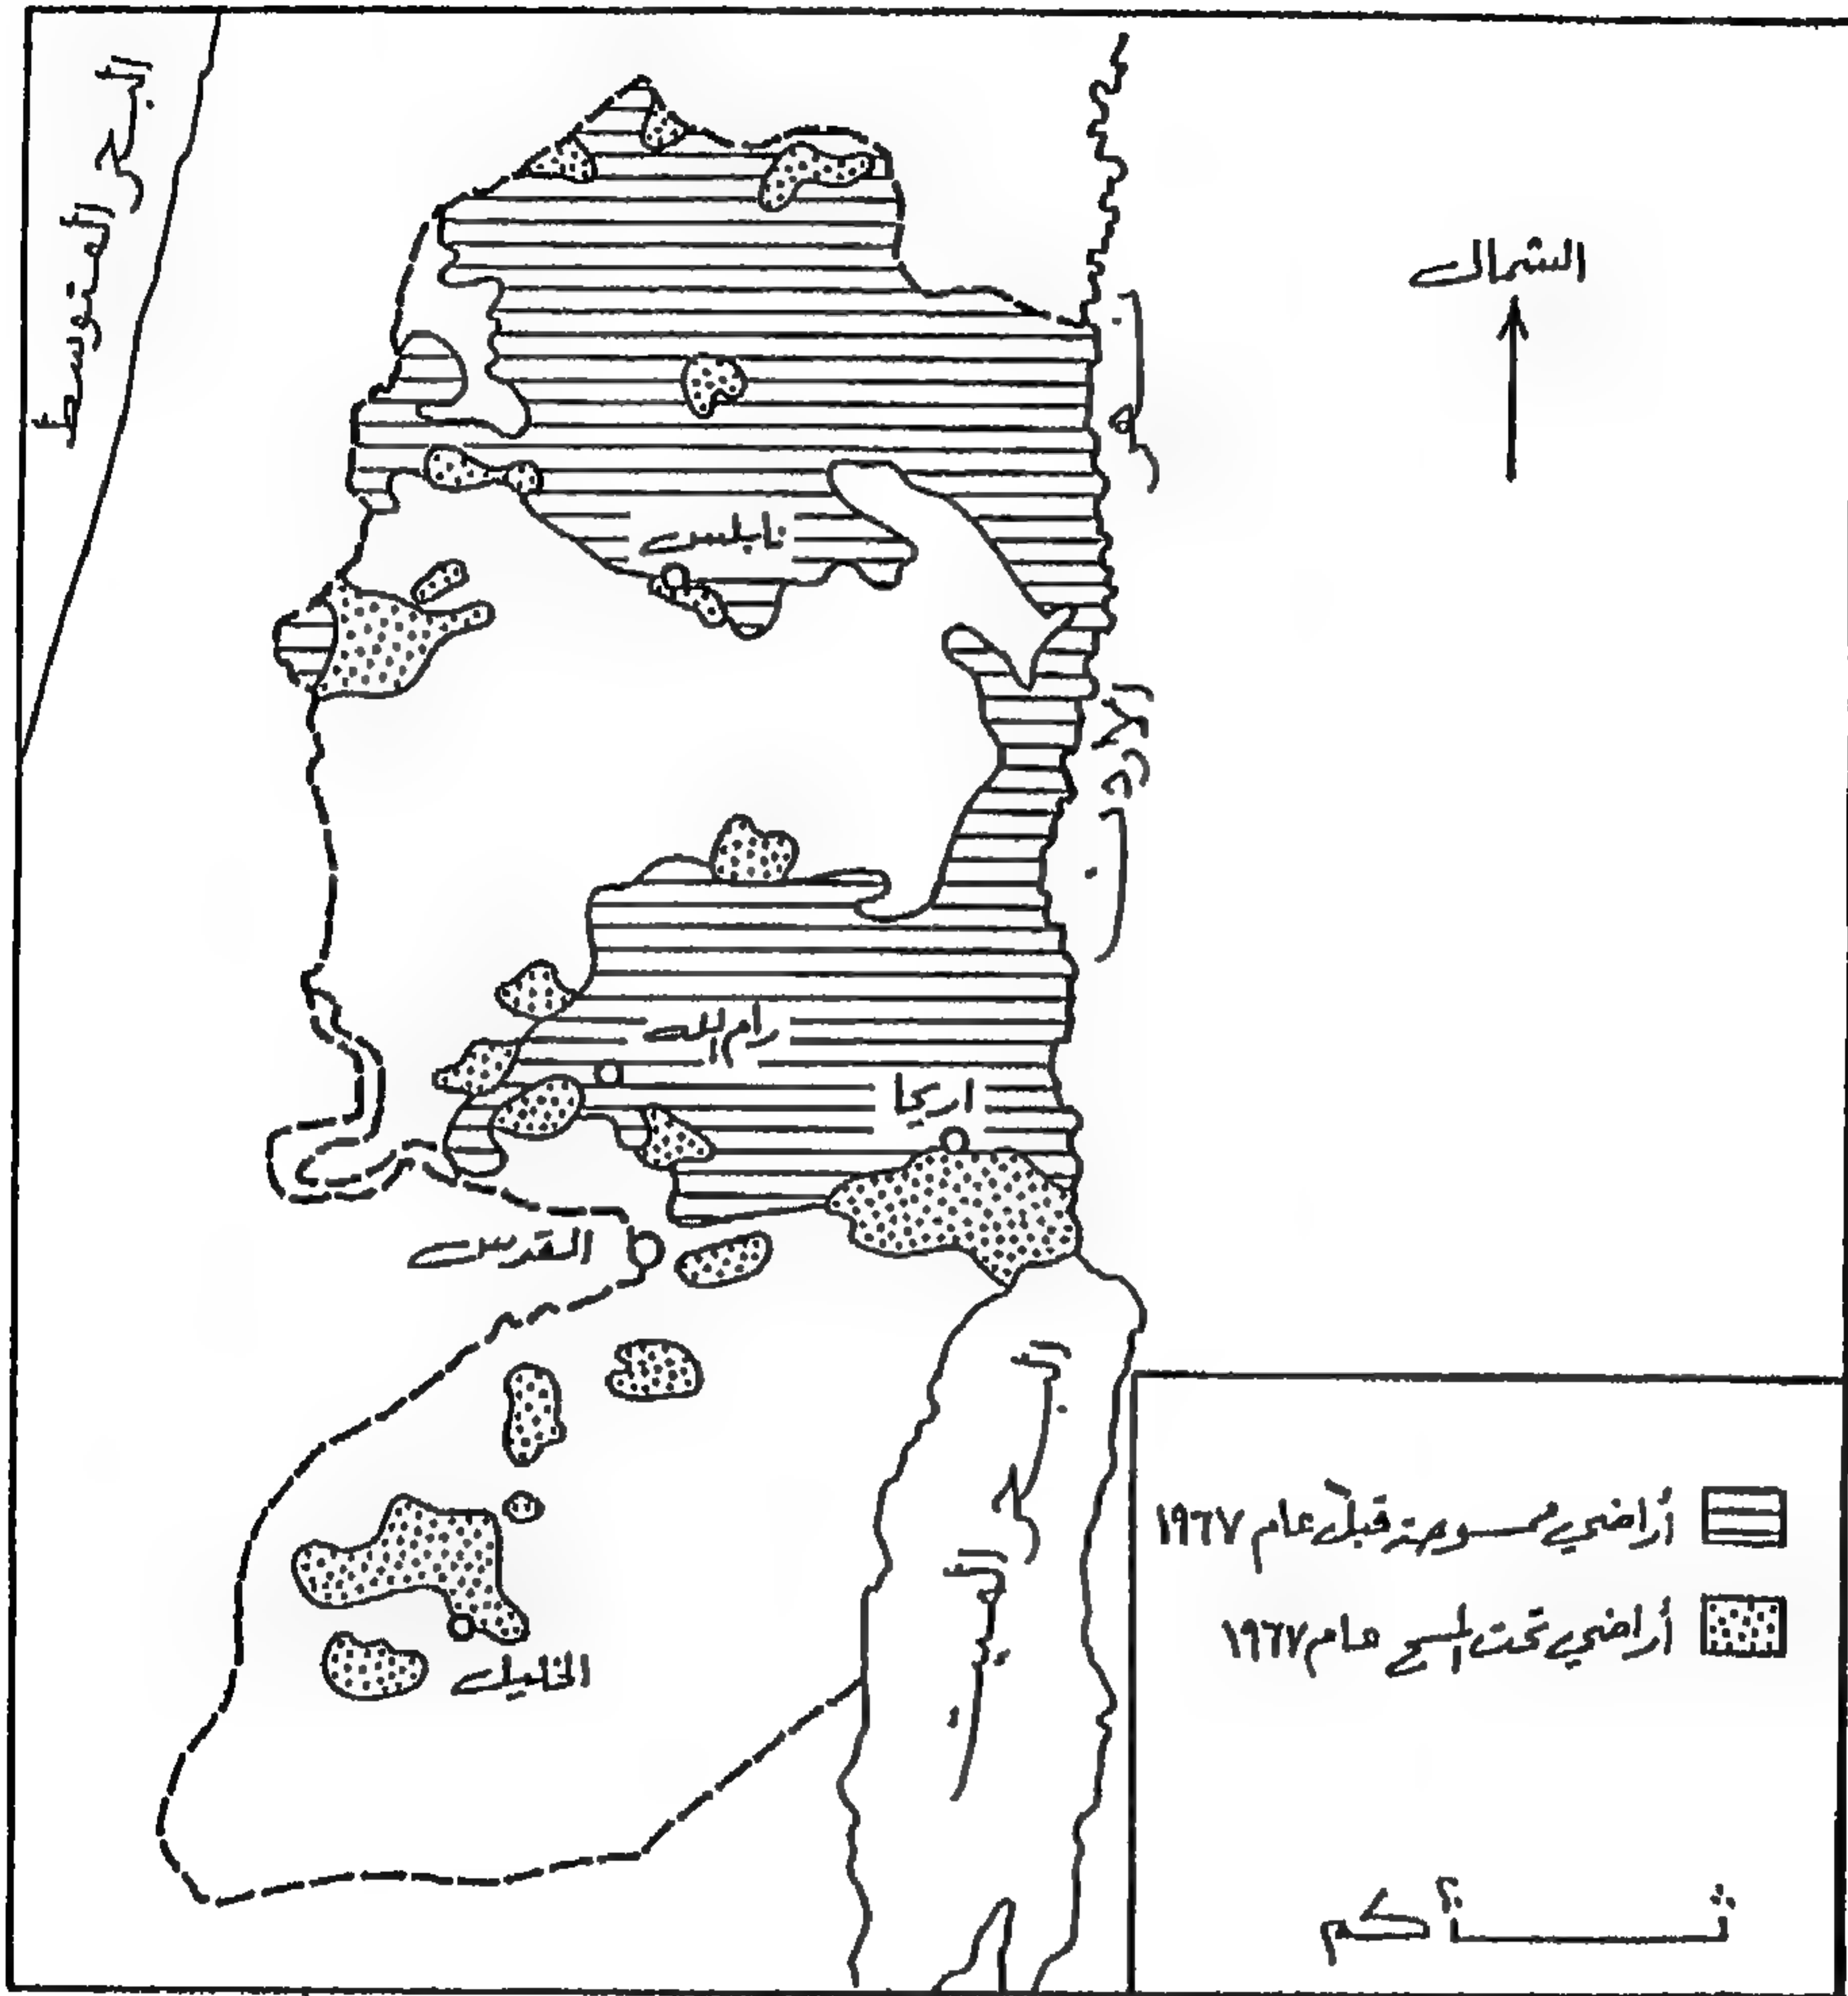 البحر المتوسط
الشمال
نهر
الأردن
نابلس
رام الله
اريحا
القدس
البحر
الميت
الخليل
أراضي ممسوحة قبل عام ١٩٦٧
أراضي تحت المسح عام ١٩٦٧
كم